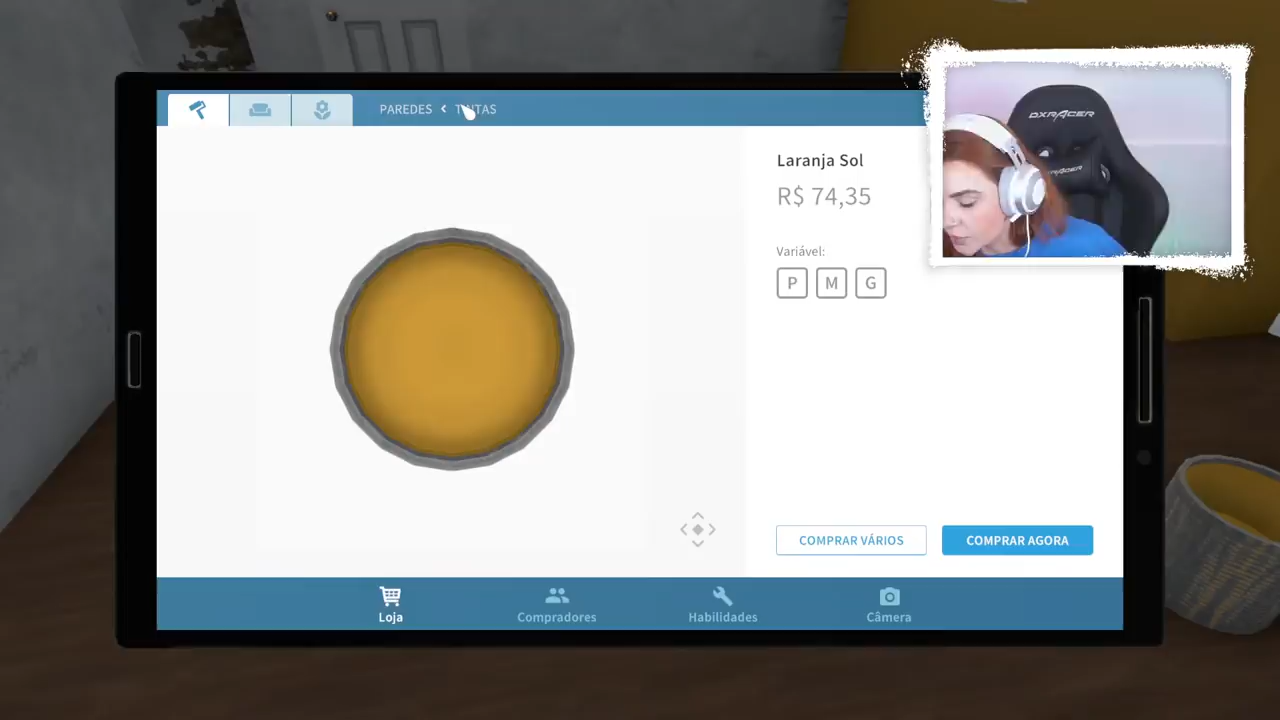 PAREDES < TINTAS
Laranja Sol
R$ 74,35
Variável:
P M G
COMPRAR VÁRIOS
COMPRAR AGORA
Loja
Compradores
Habilidades
Câmera
DXRACER